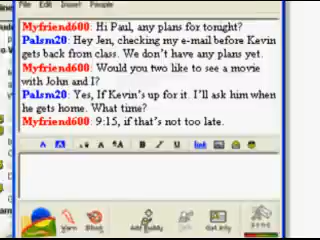 File Edit Insert People
Myfriend600: Hi Paul, any plans for tonight?
Palsm20: Hey Jen, checking my e-mail before Kevin
gets back from class. We don't have any plans yet.
Myfriend600: Would you two like to see a movie
with John and I?
Palsm20: Yes, If Kevin's up for it. I'll ask him when
he gets home. What time?
Myfriend600: 9:15, if that's not too late.
A A A A A B I U link
Warn Block Add Buddy Talk Get Info Send